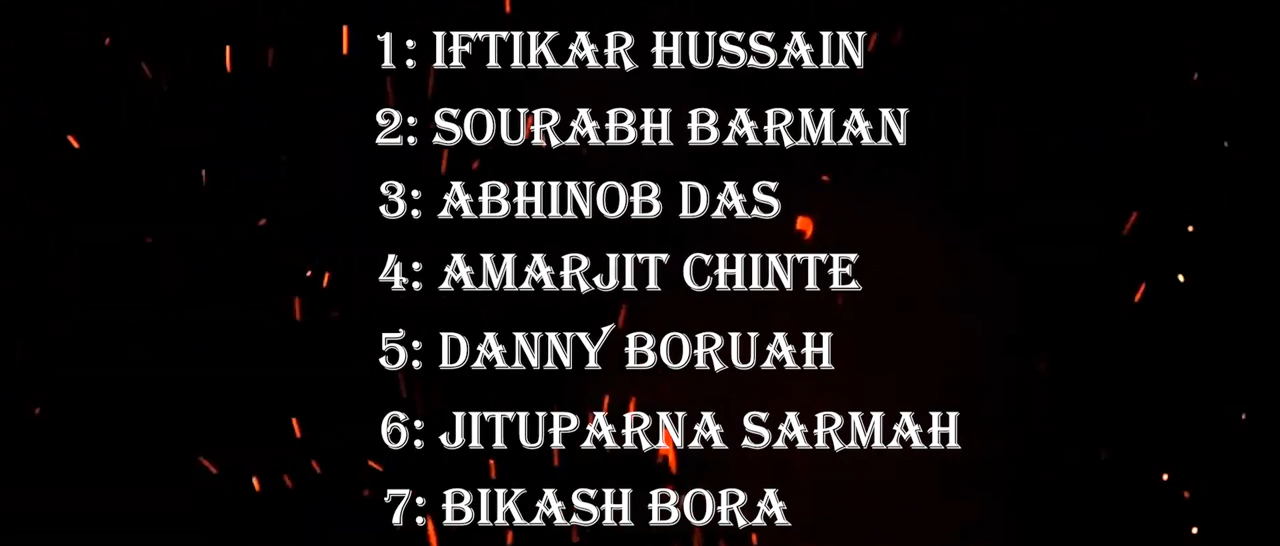 1: IFTIKAR HUSSAIN
2: SOURABH BARMAN
3: ABHINOB DAS
4: AMARJIT CHINTE
5: DANNY BORUAH
6: JITUPARNA SARMAH
7: BIKASH BORA